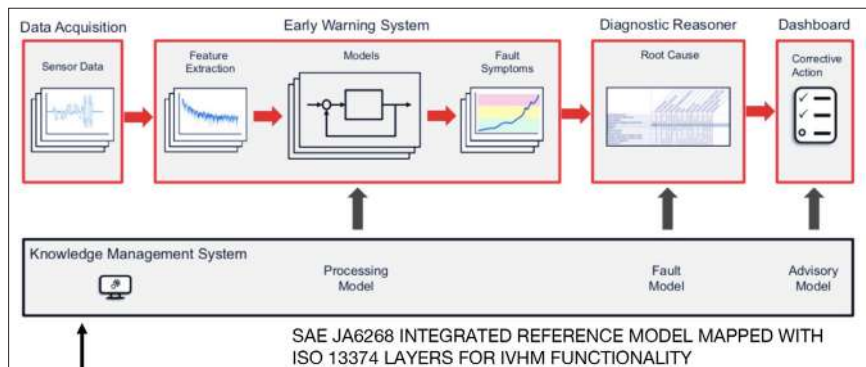 Data Acquisition
Early Warning System
Diagnostic Reasoner
Dashboard
Sensor Data
Feature
Extraction
Models
Fault
Symptoms
Root Cause
Corrective
Action
Knowledge Management System
Processing
Model
Fault
Model
Advisory
Model
SAE JA6268 INTEGRATED REFERENCE MODEL MAPPED WITH
ISO 13374 LAYERS FOR IVHM FUNCTIONALITY